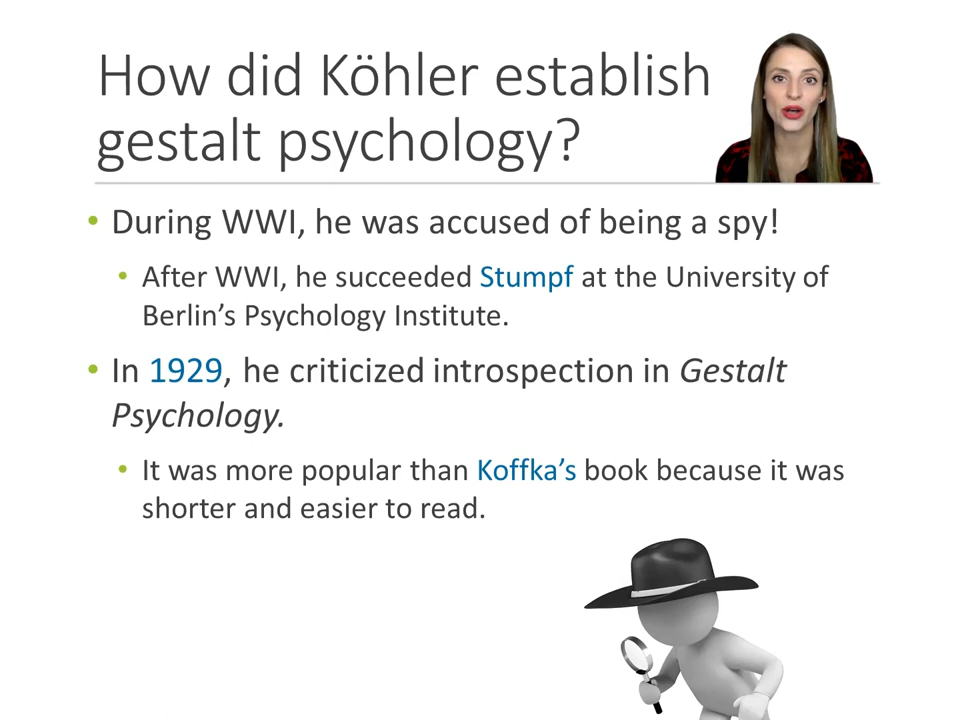 How did Köhler establish
gestalt psychology?
• During WWI, he was accused of being a spy!
• After WWI, he succeeded Stumpf at the University of
Berlin’s Psychology Institute.
• In 1929, he criticized introspection in Gestalt
Psychology.
• It was more popular than Koffka’s book because it was
shorter and easier to read.